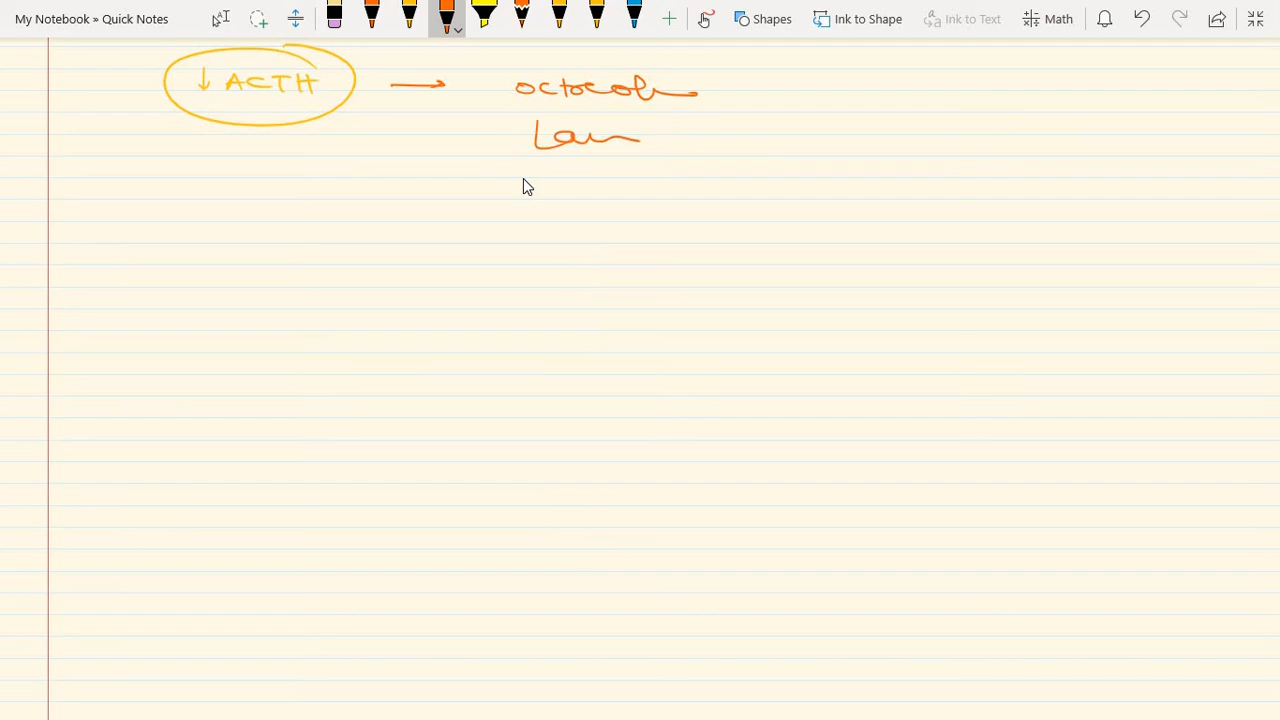 My Notebook » Quick Notes Shapes Ink to Shape Ink to Text Math
↓ ACTH →